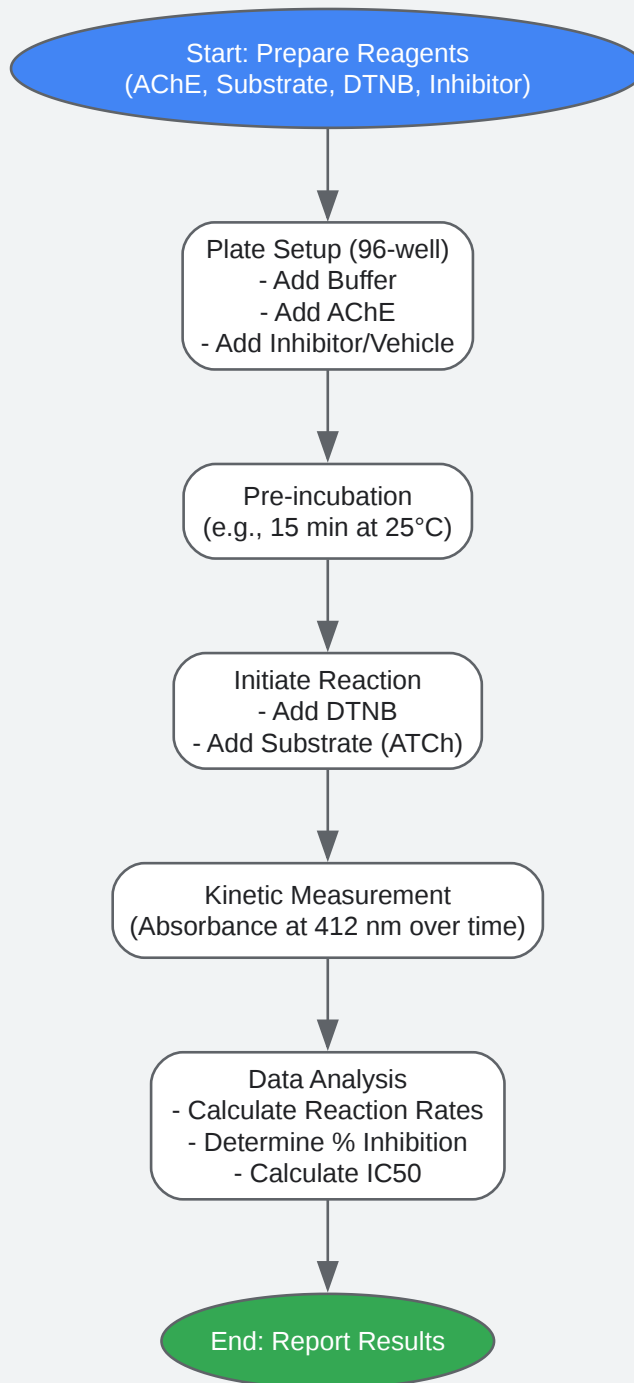 Start: Prepare Reagents
(AChE, Substrate, DTNB, Inhibitor)
Plate Setup (96-well)
- Add Buffer
- Add AChE
- Add Inhibitor/Vehicle
Pre-incubation
(e.g., 15 min at 25°C)
Initiate Reaction
- Add DTNB
- Add Substrate (ATCh)
Kinetic Measurement
(Absorbance at 412 nm over time)
Data Analysis
- Calculate Reaction Rates
- Determine % Inhibition
- Calculate IC50
End: Report Results